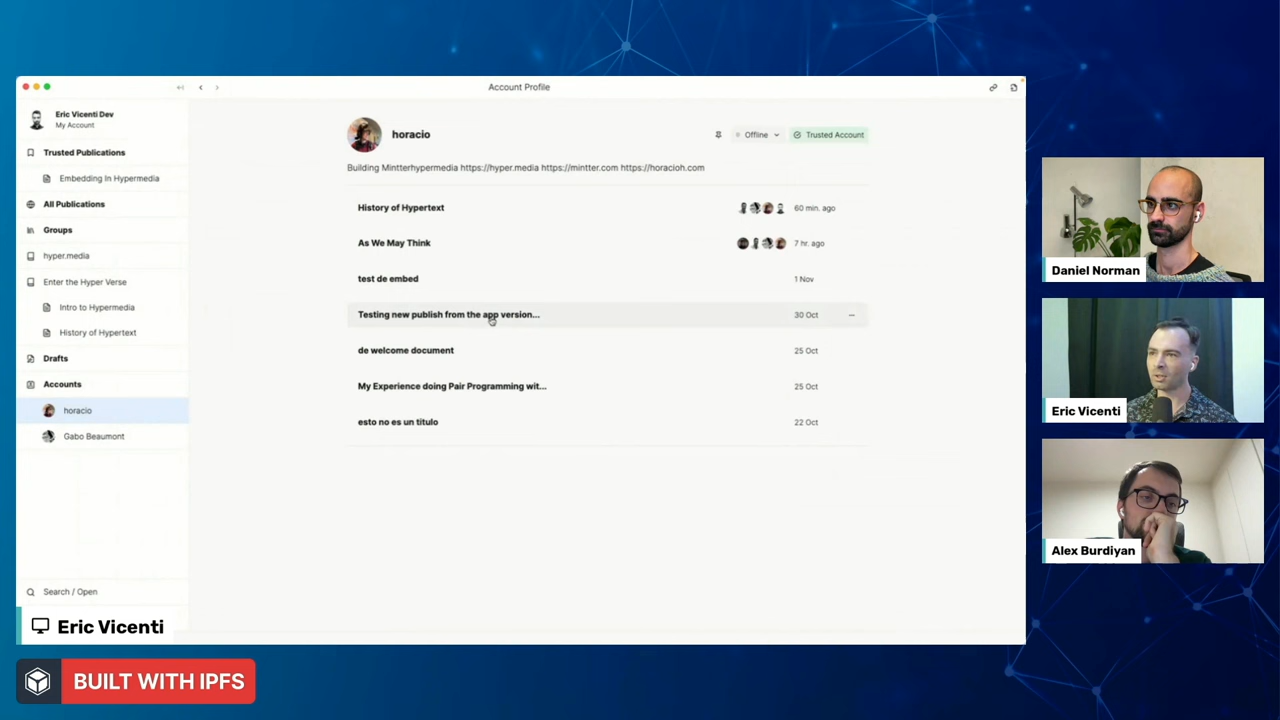 Account Profile
Eric Vicenti Dev
My Account
Trusted Publications
Embedding In Hypermedia
All Publications
Groups
hyper.media
Enter the Hyper Verse
Intro to Hypermedia
History of Hypertext
Drafts
Accounts
horacio
Gabo Beaumont
Search / Open
horacio
Offline
Trusted Account
Building Mintterhypermedia https://hyper.media https://mintter.com https://horacioh.com
History of Hypertext 60 min. ago
As We May Think 7 hr. ago
test de embed 1 Nov
Testing new publish from the app version... 30 Oct
de welcome document 25 Oct
My Experience doing Pair Programming wit... 25 Oct
esto no es un titulo 22 Oct
Eric Vicenti
BUILT WITH IPFS
Daniel Norman
Eric Vicenti
Alex Burdiyan